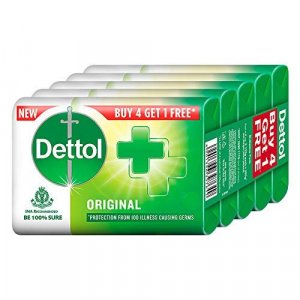 NEW
BUY 4 GET 1 FREE*
Dettol
ORIGINAL
*PROTECTION FROM 100 ILLNESS CAUSING GERMS
IMA Recommended
BE 100% SURE
Buy 4
Get 1
FREE